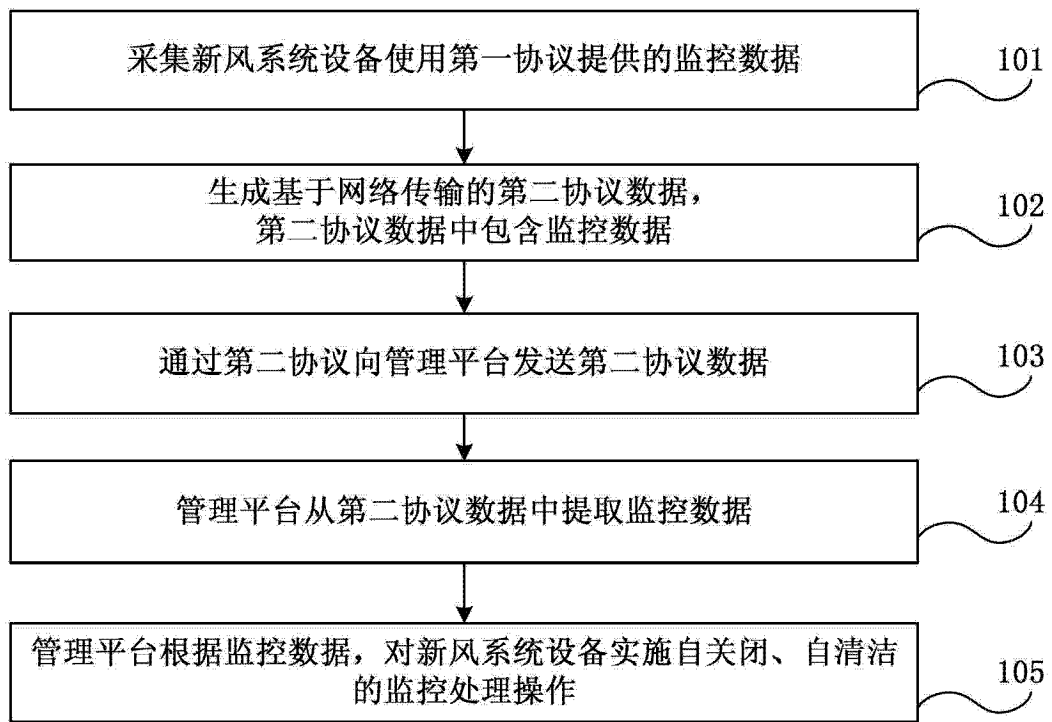 采集新风系统设备使用第一协议提供的监控数据
101
生成基于网络传输的第二协议数据，
第二协议数据中包含监控数据
102
通过第二协议向管理平台发送第二协议数据
103
管理平台从第二协议数据中提取监控数据
104
管理平台根据监控数据，对新风系统设备实施自关闭、自清洁
的监控处理操作
105